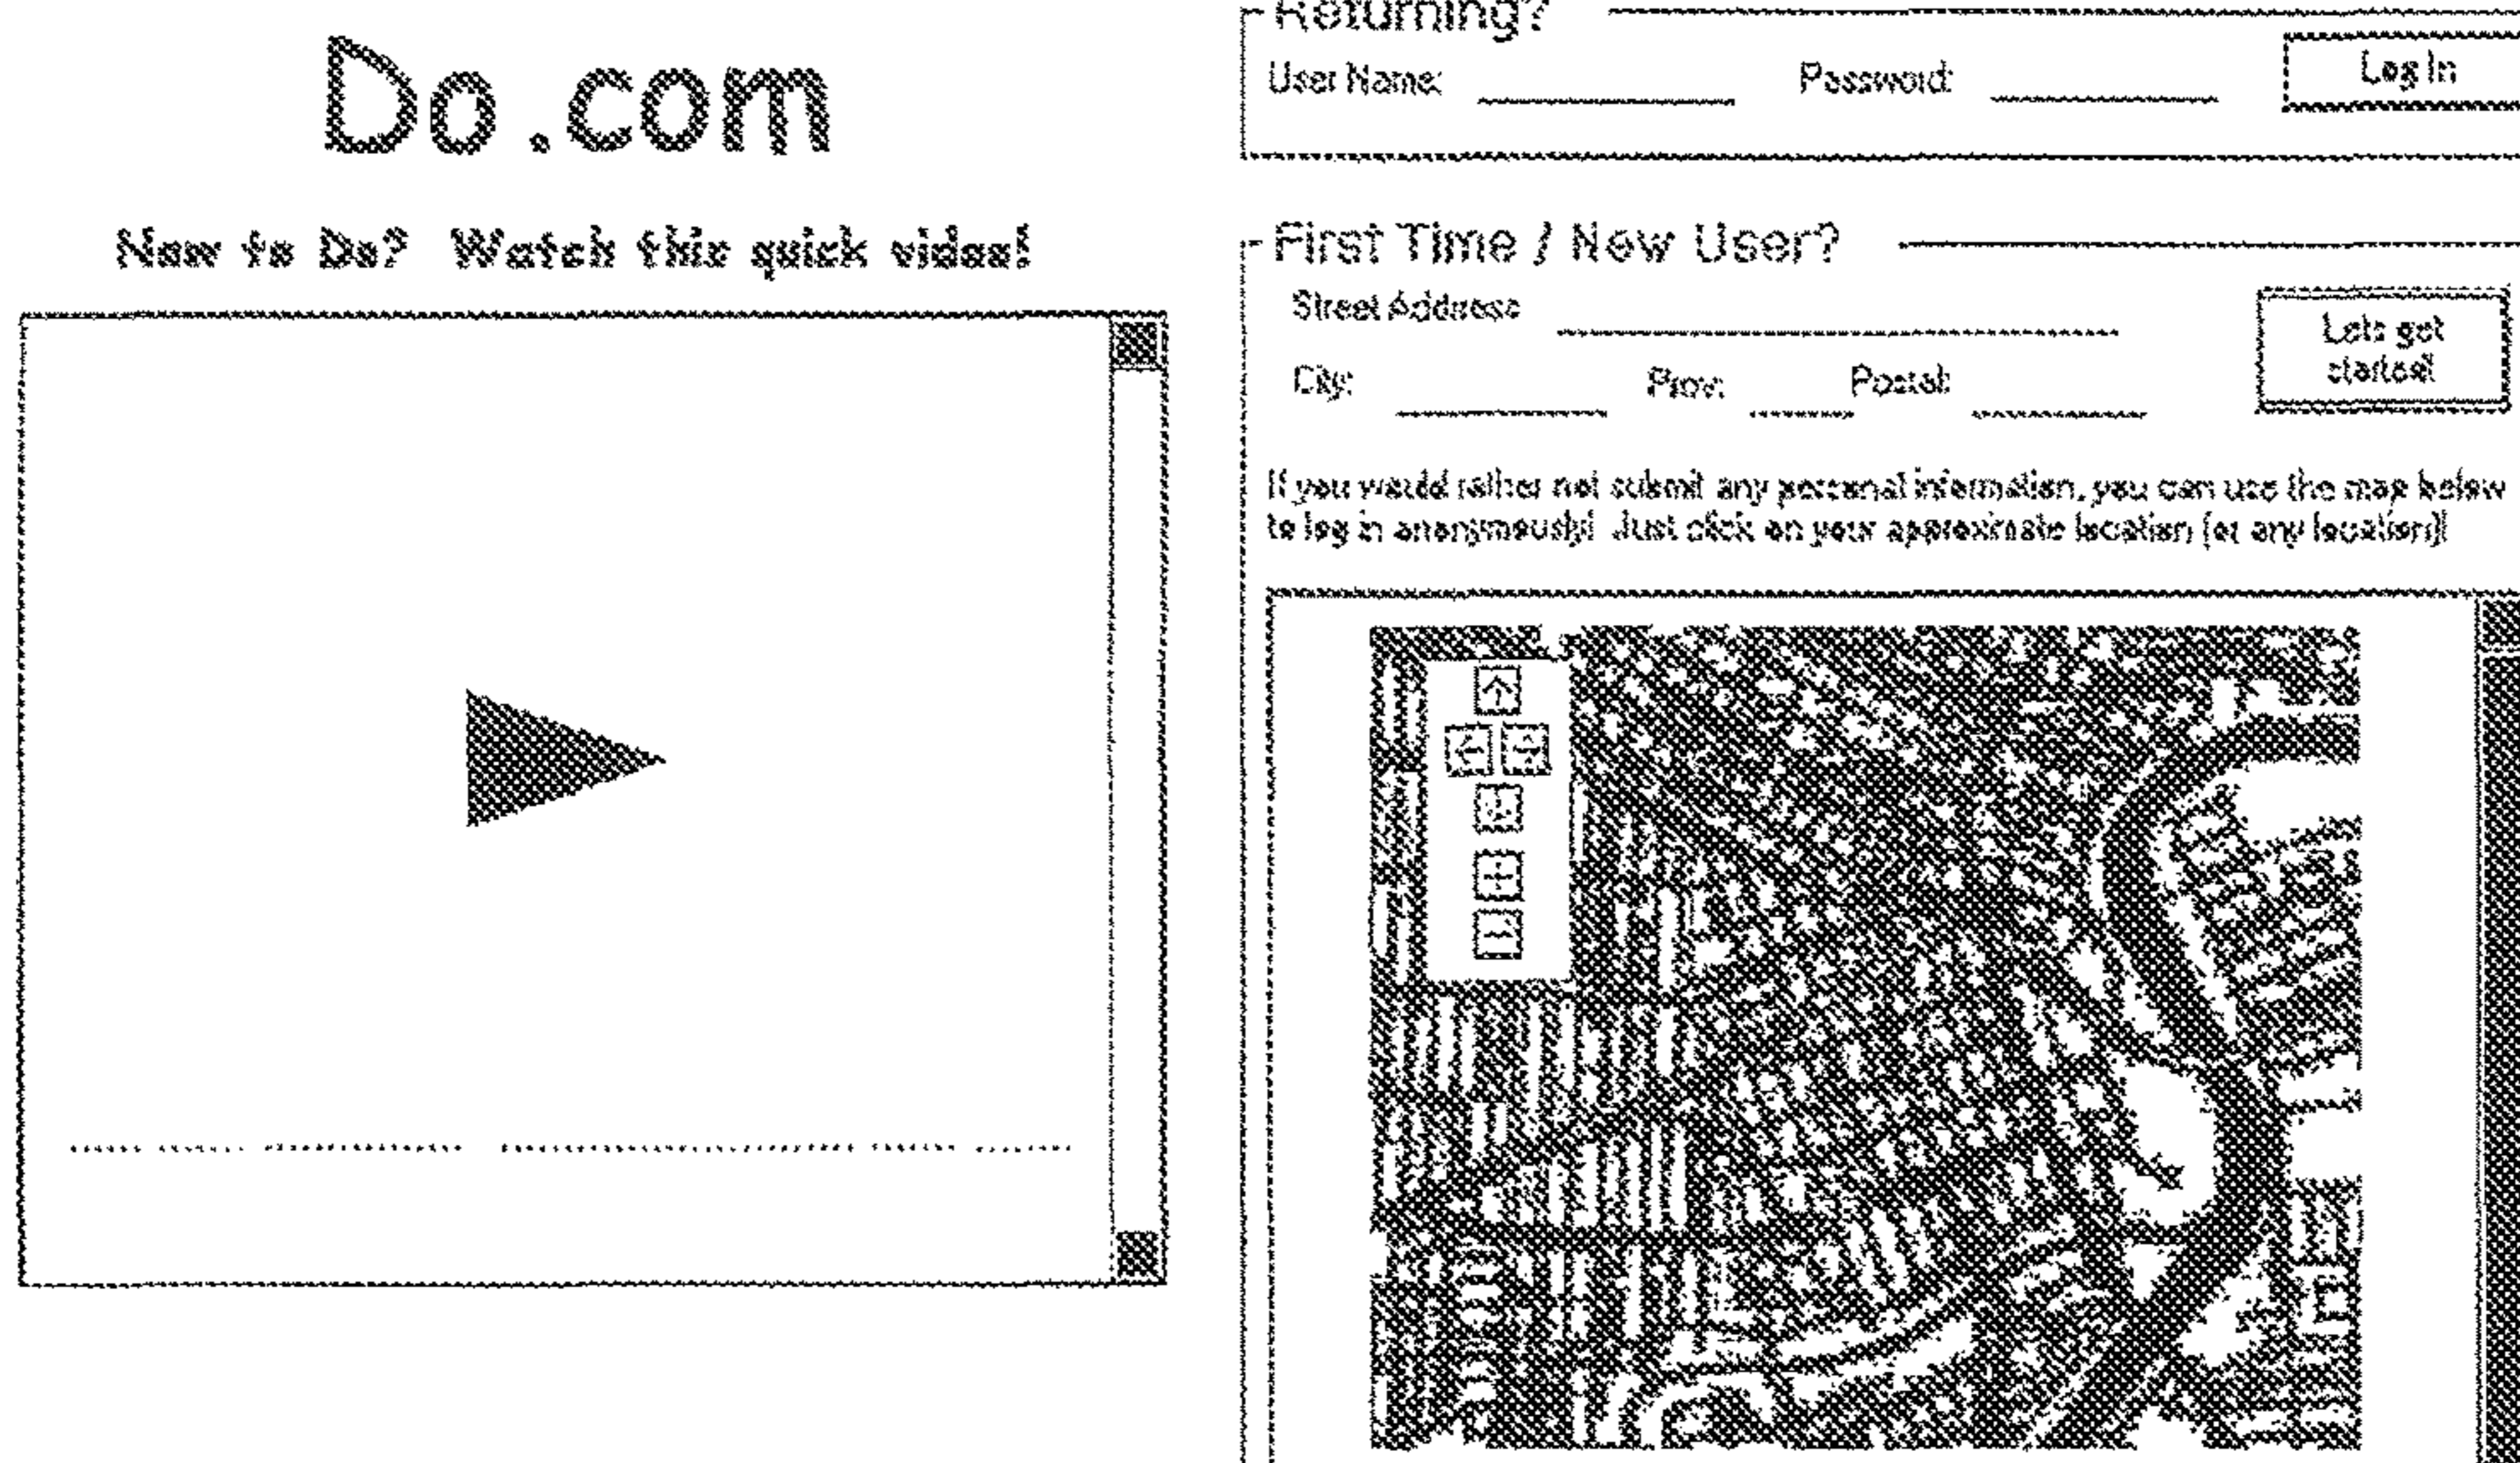 Do.com
New to Do? Watch this quick video!
Returning?
User Name:
Password:
Log In
First Time / New User?
Street Address
City:
Prov:
Postal:
Lets get
started!
If you would rather not submit any personal information, you can use the map below
to log in anonymously! Just click on your approximate location (or any location)!